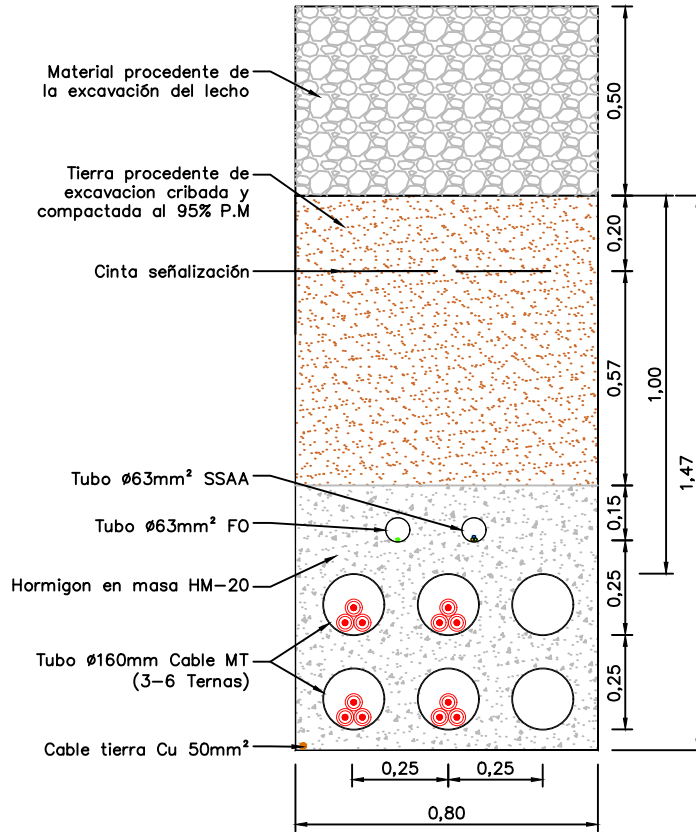 Material procedente de
la excavación del lecho
0,50
Tierra procedente de
excavacion cribada y
compactada al 95% P.M
0,20
Cinta señalización
0,57
1,00
1,47
Tubo Ø63mm² SSAA
0,15
Tubo Ø63mm² FO
Hormigon en masa HM-20
0,25
Tubo Ø160mm Cable MT
(3-6 Ternas)
0,25
Cable tierra Cu 50mm²
0,25
0,25
0,80